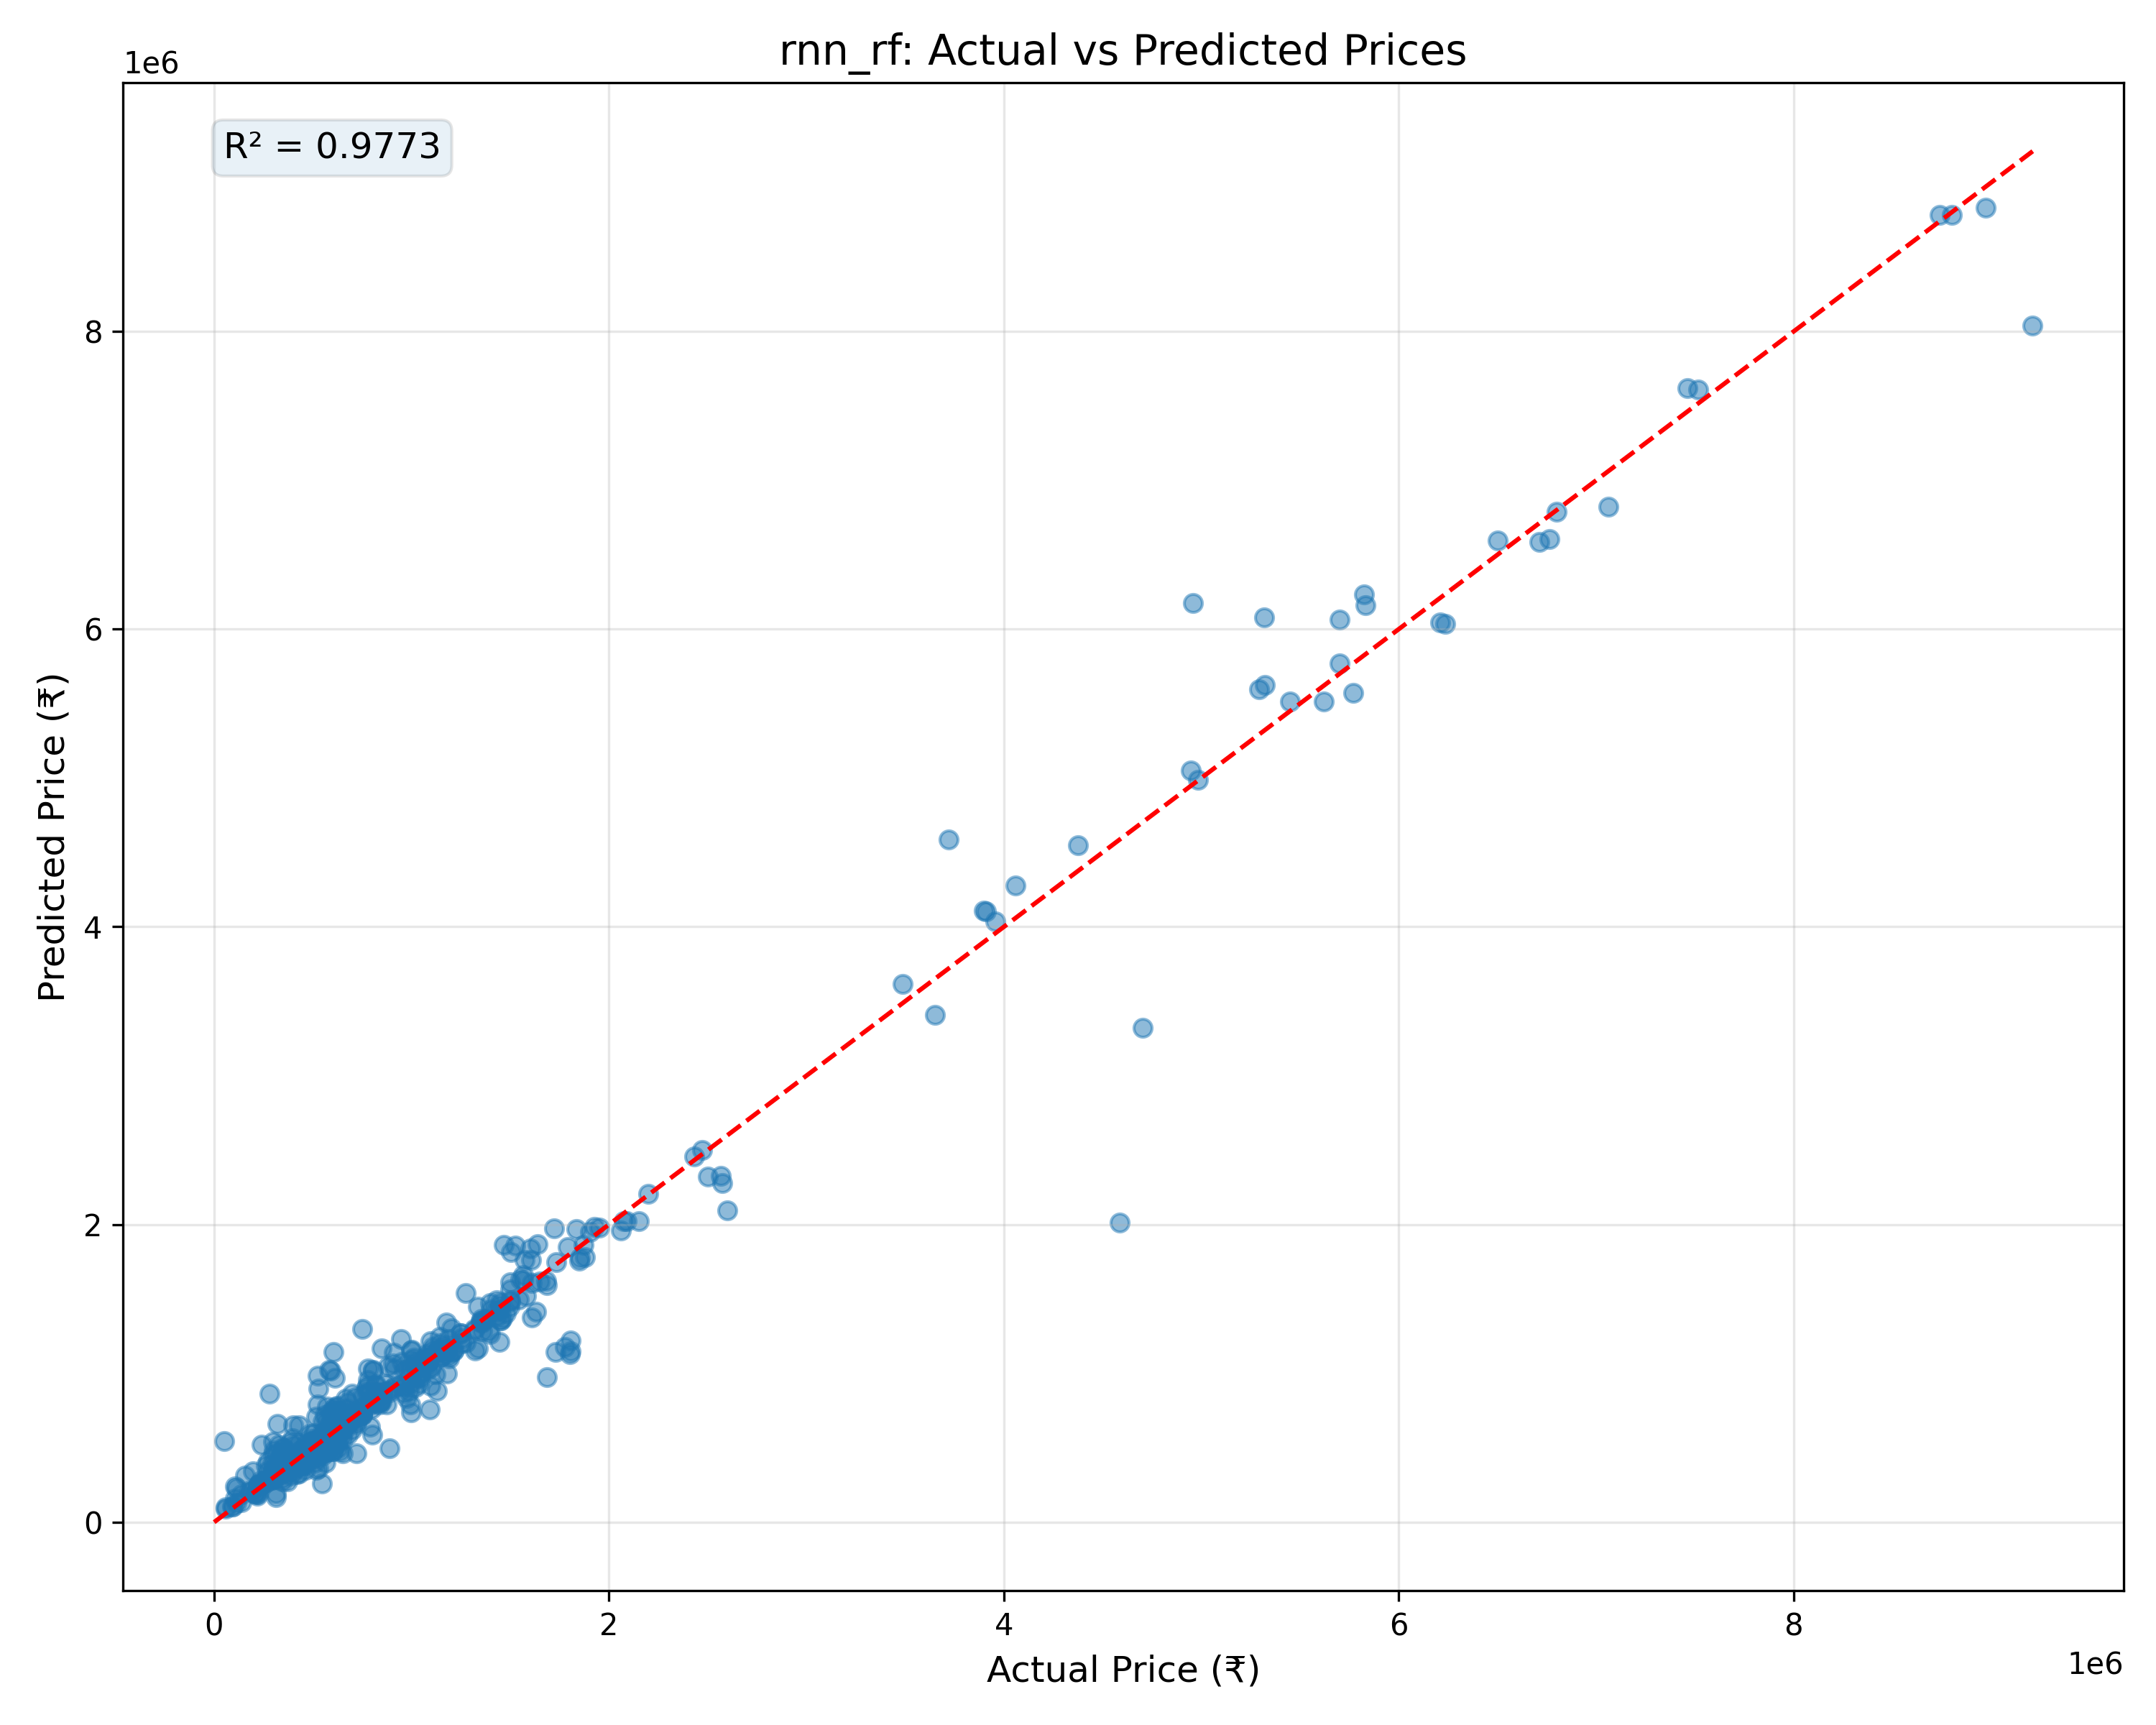 rnn_rf: Actual vs Predicted Prices
1e6
R² = 0.9773
8
6
4
2
0
Predicted Price (₹)
0 2 4 6 8
1e6
Actual Price (₹)